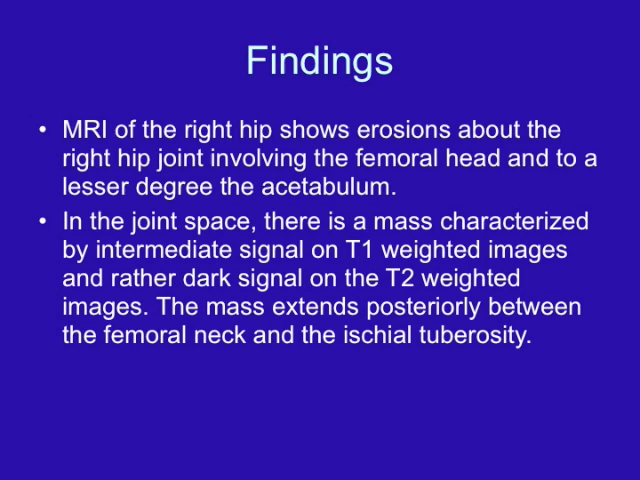 Findings
• MRI of the right hip shows erosions about the
right hip joint involving the femoral head and to a
lesser degree the acetabulum.
• In the joint space, there is a mass characterized
by intermediate signal on T1 weighted images
and rather dark signal on the T2 weighted
images. The mass extends posteriorly between
the femoral neck and the ischial tuberosity.